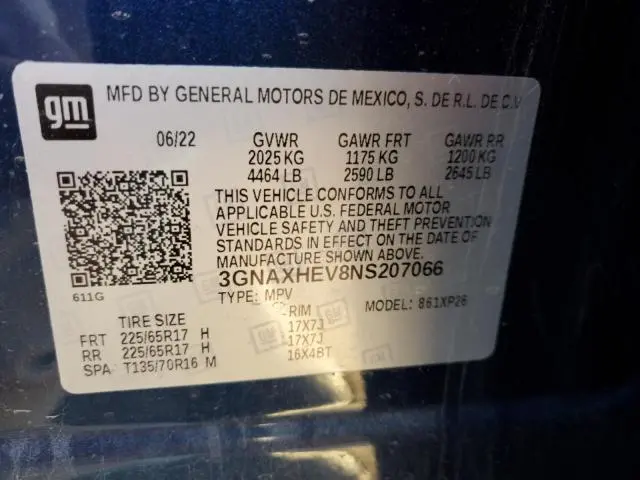 gm
MFD BY GENERAL MOTORS DE MEXICO, S. DE R.L. DE C.V
06/22 GVWR GAWR FRT GAWR RR
2025 KG 1175 KG 1200 KG
4464 LB 2590 LB 2645 LB
THIS VEHICLE CONFORMS TO ALL
APPLICABLE U.S. FEDERAL MOTOR
VEHICLE SAFETY AND THEFT PREVENTION
STANDARDS IN EFFECT ON THE DATE OF
MANUFACTURE SHOWN ABOVE.
3GNAXHEV8NS207066
611G
TYPE: MPV MODEL: 861XP26
TIRE SIZE RIM
FRT 225/65R17 H 17X7J
RR 225/65R17 H 17X7J
SPA T135/70R16 M 16X4BT